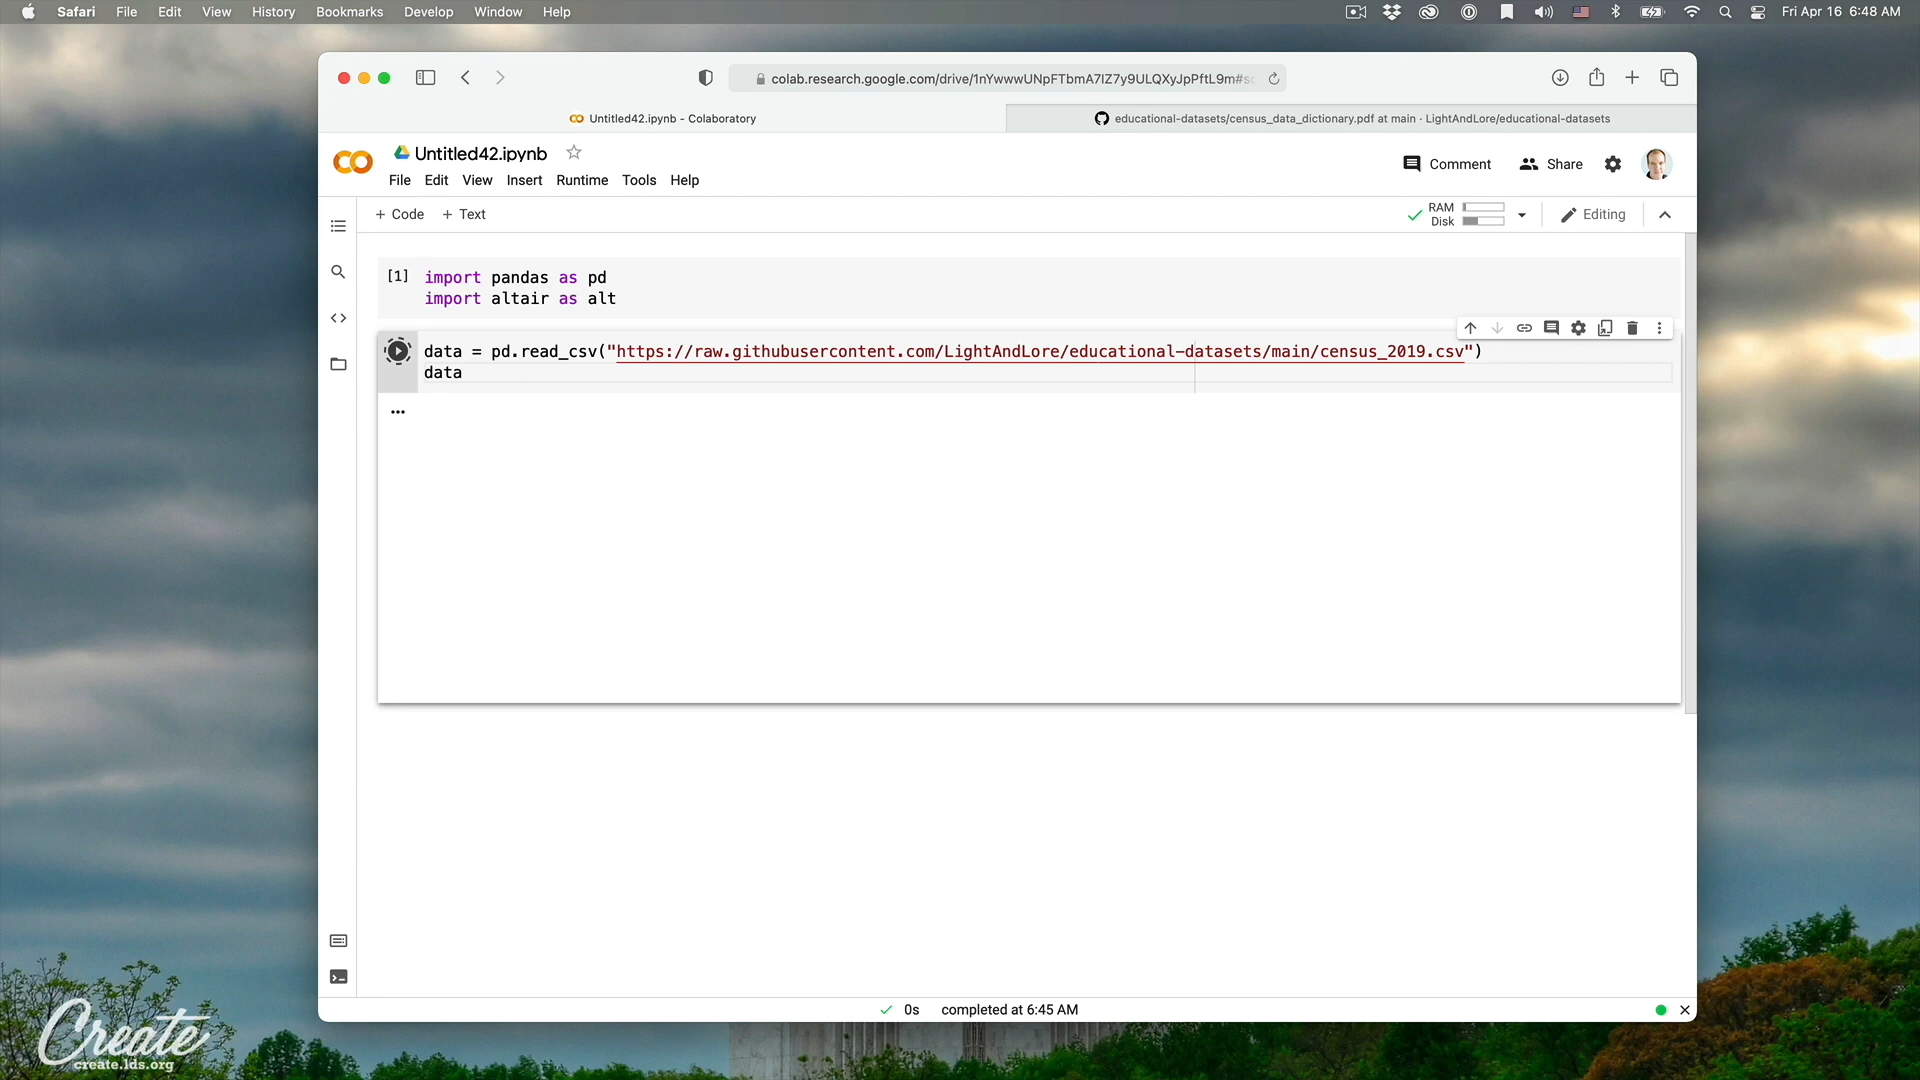 Safari File Edit View History Bookmarks Develop Window Help Fri Apr 16 6:48 AM
colab.research.google.com/drive/1nYwwwUNpFTbmA7lZ7y9ULQXyJpPftL9m#sc
Untitled42.ipynb - Colaboratory
educational-datasets/census_data_dictionary.pdf at main · LightAndLore/educational-datasets
Untitled42.ipynb
Comment Share
File Edit View Insert Runtime Tools Help
+ Code + Text
RAM
Disk
Editing
[1] import pandas as pd
import altair as alt
data = pd.read_csv("https://raw.githubusercontent.com/LightAndLore/educational-datasets/main/census_2019.csv")
data
0s completed at 6:45 AM
Create
create.lds.org